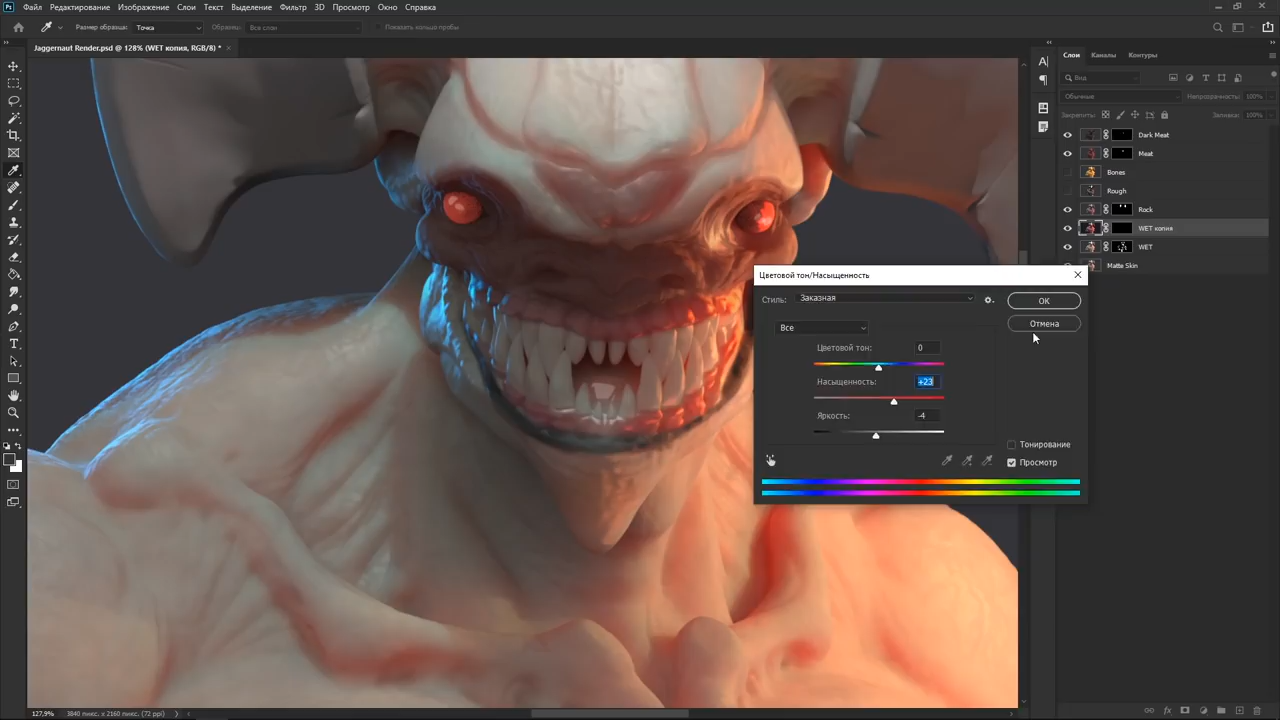 Ps Файл Редактирование Изображение Слои Текст Выделение Фильтр 3D Просмотр Окно Справка
Размер образца: Точка Образец: Все слои Показать кольцо пробы
Jaggernaut Render.psd @ 128% (WET копия, RGB/8) *
Слои Каналы Контуры
Вид
Обычные Непрозрачность: 100%
Закрепить: Заливка: 100%
Dark Meat
Meat
Bones
Rough
Rock
WET копия
WET
Matte Skin
Цветовой тон/Насыщенность
Стиль: Заказная
OK
Отмена
Все
Цветовой тон: 0
Насыщенность: +23
Яркость: -4
Тонирование
Просмотр
127,9% 3840 пикс. x 2160 пикс. (72 ppi)